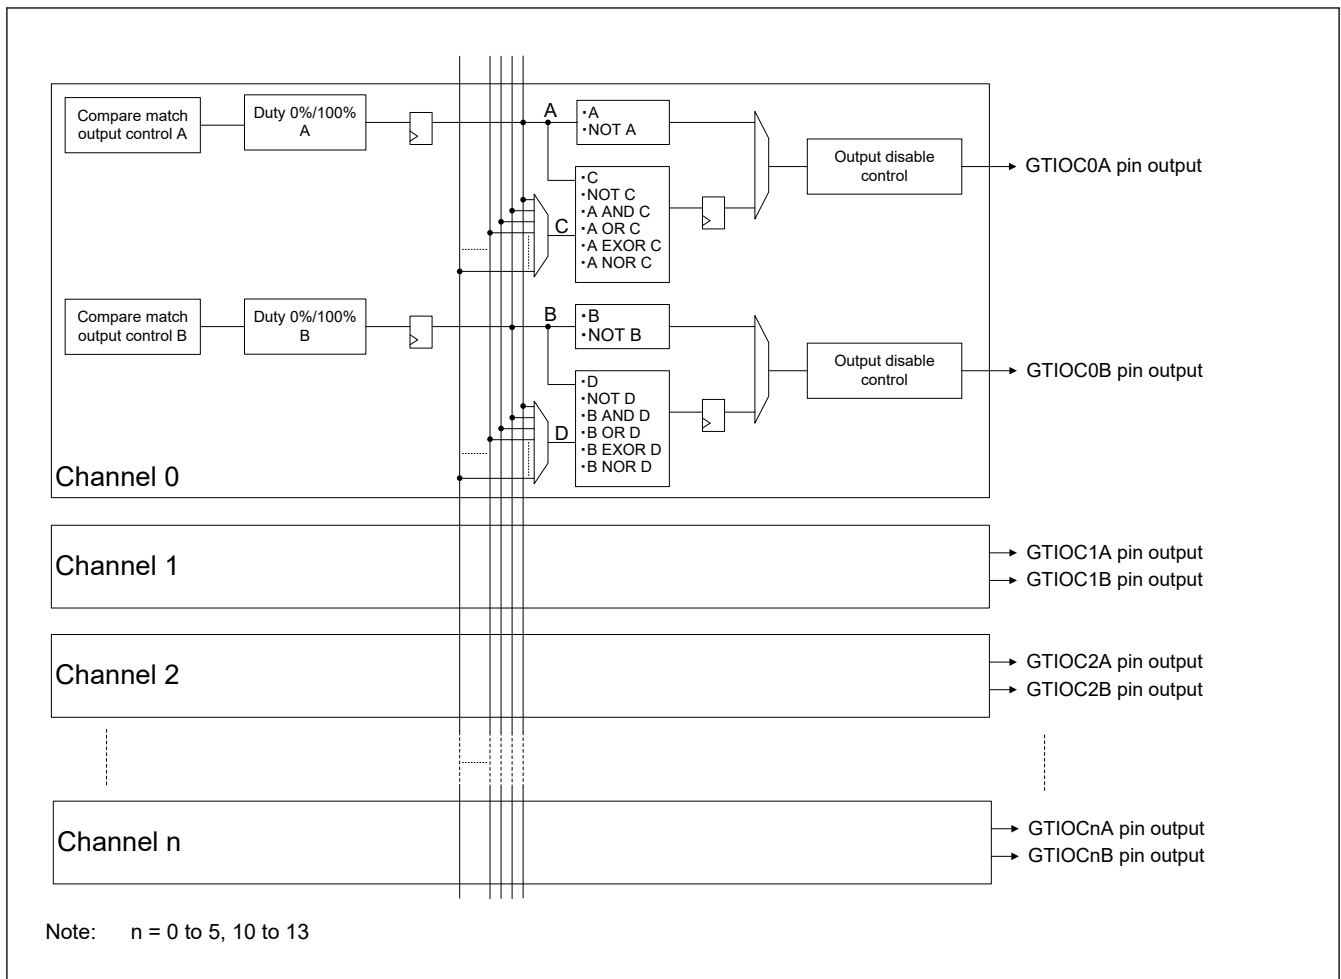 Compare match
output control A
Duty 0%/100%
A
A
・A
・NOT A
Output disable
control
GTIOC0A pin output
C
・C
・NOT C
・A AND C
・A OR C
・A EXOR C
・A NOR C
Compare match
output control B
Duty 0%/100%
B
B
・B
・NOT B
Output disable
control
GTIOC0B pin output
D
・D
・NOT D
・B AND D
・B OR D
・B EXOR D
・B NOR D
Channel 0
Channel 1
GTIOC1A pin output
GTIOC1B pin output
Channel 2
GTIOC2A pin output
GTIOC2B pin output
Channel n
GTIOCnA pin output
GTIOCnB pin output
Note: n = 0 to 5, 10 to 13